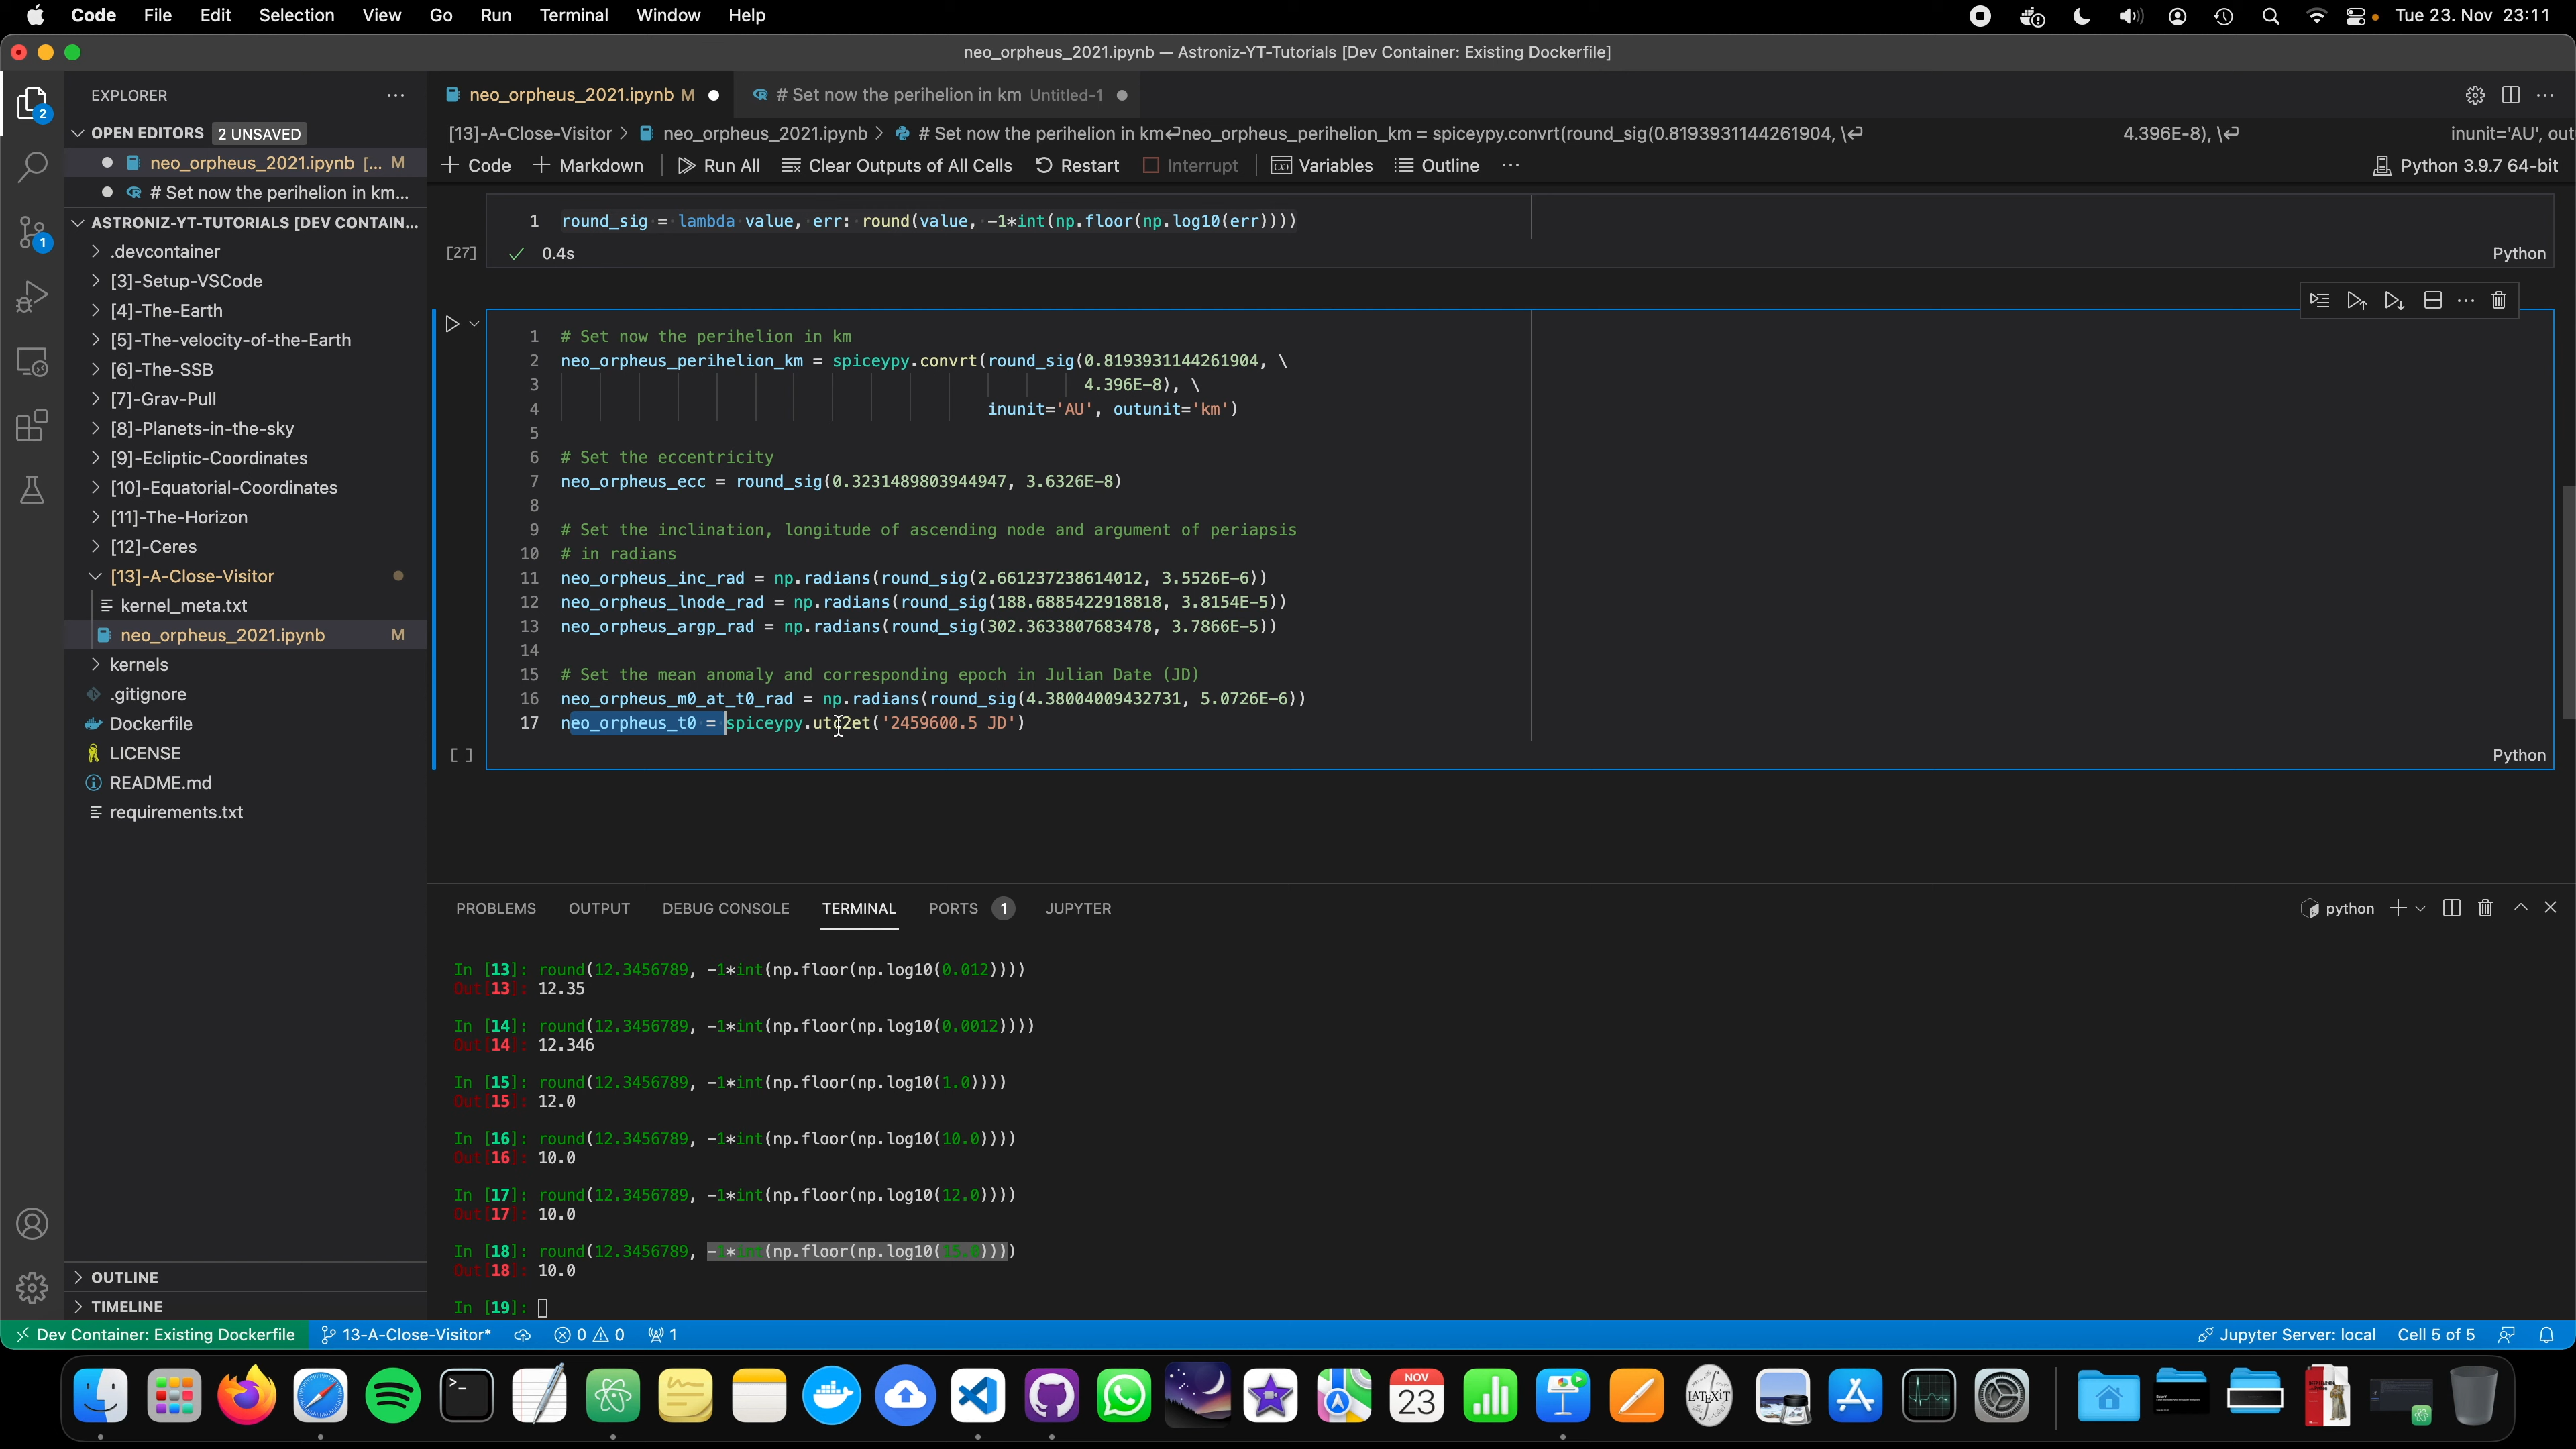 Code File Edit Selection View Go Run Terminal Window Help Tue 23. Nov 23:11
neo_orpheus_2021.ipynb — Astroniz-YT-Tutorials [Dev Container: Existing Dockerfile]
EXPLORER
OPEN EDITORS 2 UNSAVED
neo_orpheus_2021.ipynb [... M
# Set now the perihelion in km...
ASTRONIZ-YT-TUTORIALS [DEV CONTAIN...
.devcontainer
[3]-Setup-VSCode
[4]-The-Earth
[5]-The-velocity-of-the-Earth
[6]-The-SSB
[7]-Grav-Pull
[8]-Planets-in-the-sky
[9]-Ecliptic-Coordinates
[10]-Equatorial-Coordinates
[11]-The-Horizon
[12]-Ceres
[13]-A-Close-Visitor
kernel_meta.txt
neo_orpheus_2021.ipynb M
kernels
.gitignore
Dockerfile
LICENSE
README.md
requirements.txt
OUTLINE
TIMELINE
2
1
neo_orpheus_2021.ipynb M # Set now the perihelion in km Untitled-1
[13]-A-Close-Visitor > neo_orpheus_2021.ipynb > # Set now the perihelion in km↵neo_orpheus_perihelion_km = spiceypy.convrt(round_sig(0.8193931144261904, \↵ 4.396E-8), \↵ inunit='AU', out
+ Code + Markdown Run All Clear Outputs of All Cells Restart Interrupt Variables Outline ... Python 3.9.7 64-bit
1 round_sig = lambda value, err: round(value, -1*int(np.floor(np.log10(err))))
[27] ✓ 0.4s Python
1 # Set now the perihelion in km
2 neo_orpheus_perihelion_km = spiceypy.convrt(round_sig(0.8193931144261904, \
3 4.396E-8), \
4 inunit='AU', outunit='km')
5
6 # Set the eccentricity
7 neo_orpheus_ecc = round_sig(0.3231489803944947, 3.6326E-8)
8
9 # Set the inclination, longitude of ascending node and argument of periapsis
10 # in radians
11 neo_orpheus_inc_rad = np.radians(round_sig(2.661237238614012, 3.5526E-6))
12 neo_orpheus_lnode_rad = np.radians(round_sig(188.6885422918818, 3.8154E-5))
13 neo_orpheus_argp_rad = np.radians(round_sig(302.3633807683478, 3.7866E-5))
14
15 # Set the mean anomaly and corresponding epoch in Julian Date (JD)
16 neo_orpheus_m0_at_t0_rad = np.radians(round_sig(4.38004009432731, 5.0726E-6))
17 neo_orpheus_t0 = spiceypy.utc2et('2459600.5 JD')
[ ] Python
PROBLEMS OUTPUT DEBUG CONSOLE TERMINAL PORTS 1 JUPYTER python
In [13]: round(12.3456789, -1*int(np.floor(np.log10(0.012))))
Out[13]: 12.35
In [14]: round(12.3456789, -1*int(np.floor(np.log10(0.0012))))
Out[14]: 12.346
In [15]: round(12.3456789, -1*int(np.floor(np.log10(1.0))))
Out[15]: 12.0
In [16]: round(12.3456789, -1*int(np.floor(np.log10(10.0))))
Out[16]: 10.0
In [17]: round(12.3456789, -1*int(np.floor(np.log10(12.0))))
Out[17]: 10.0
In [18]: round(12.3456789, -1*int(np.floor(np.log10(15.0))))
Out[18]: 10.0
In [19]:
Dev Container: Existing Dockerfile 13-A-Close-Visitor* 0 0 1 Jupyter Server: local Cell 5 of 5
NOV
23
LATEXIT